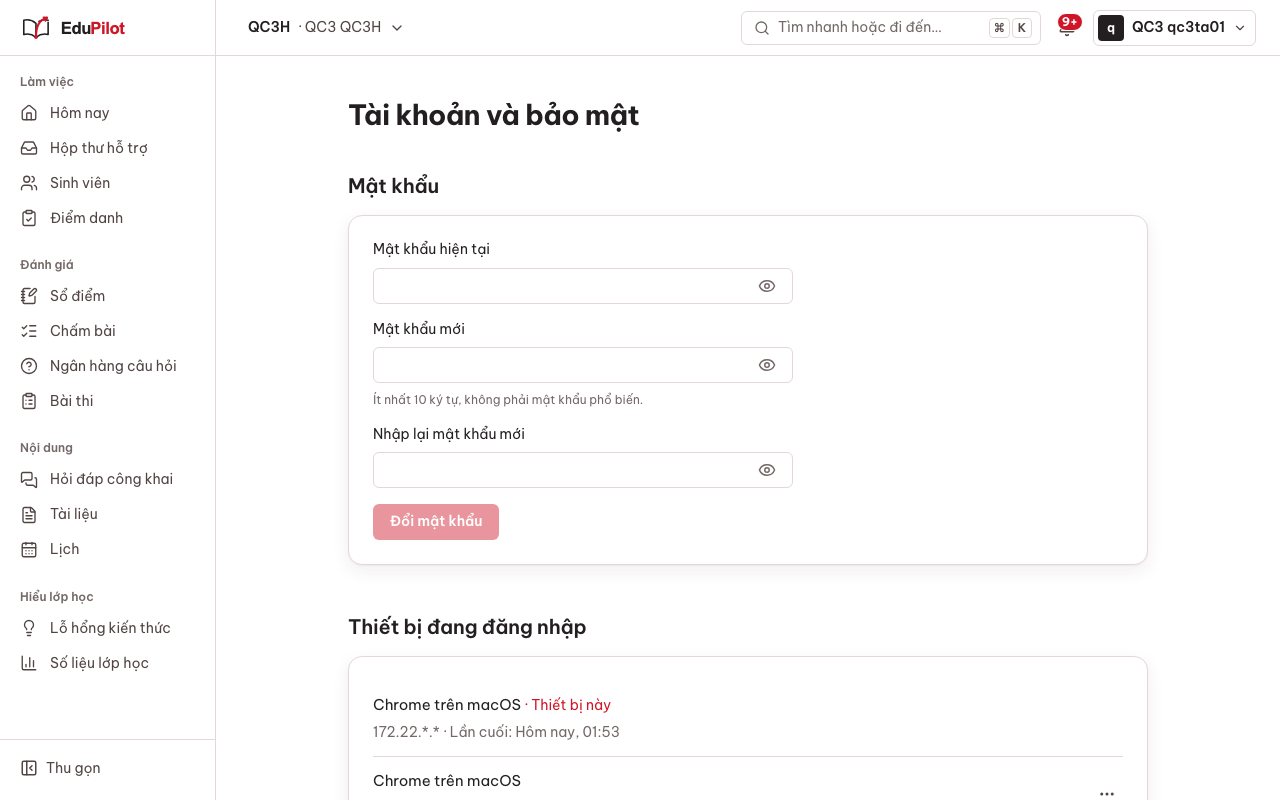 EduPilot
QC3H · QC3 QC3H
Tìm nhanh hoặc đi đến...
⌘ K
9+
q
QC3 qc3ta01
Làm việc
Hôm nay
Hộp thư hỗ trợ
Sinh viên
Điểm danh
Đánh giá
Sổ điểm
Chấm bài
Ngân hàng câu hỏi
Bài thi
Nội dung
Hỏi đáp công khai
Tài liệu
Lịch
Hiểu lớp học
Lỗ hổng kiến thức
Số liệu lớp học
Thu gọn
Tài khoản và bảo mật
Mật khẩu
Mật khẩu hiện tại
Mật khẩu mới
Ít nhất 10 ký tự, không phải mật khẩu phổ biến.
Nhập lại mật khẩu mới
Đổi mật khẩu
Thiết bị đang đăng nhập
Chrome trên macOS · Thiết bị này
172.22.*.* · Lần cuối: Hôm nay, 01:53
Chrome trên macOS